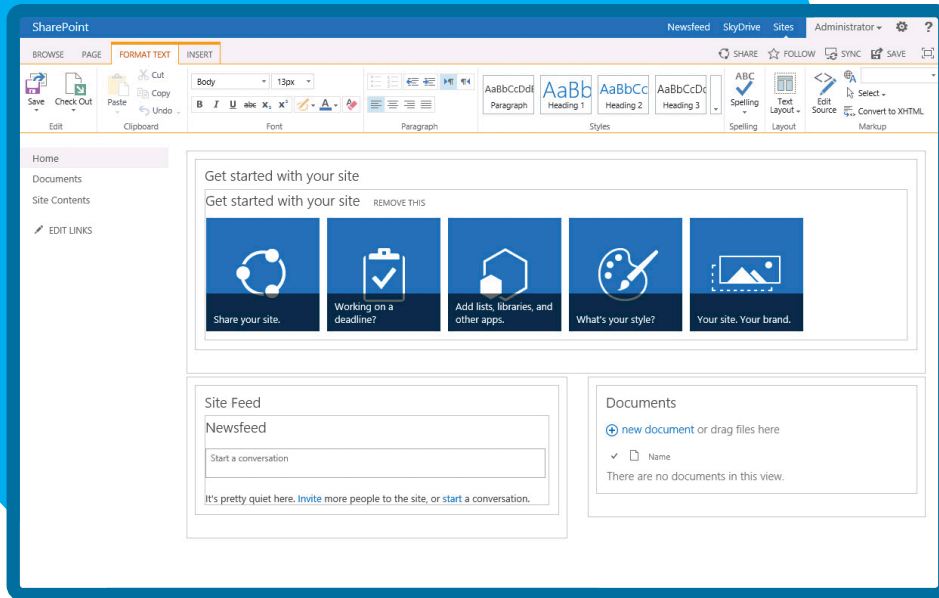 SharePoint
Newsfeed SkyDrive Sites Administrator ?
BROWSE PAGE FORMAT TEXT INSERT SHARE FOLLOW SYNC SAVE
Save Check Out Paste Cut Copy Undo
Body 13px
B I U abc X₂ X² A
AaBbCcDdE AaBb AaBbCc AaBbCcDc
Paragraph Heading 1 Heading 2 Heading 3
ABC
Spelling Text Layout Edit Source Select Convert to XHTML
Edit Clipboard Font Paragraph Styles Spelling Layout Markup
Home
Documents
Site Contents
EDIT LINKS
Get started with your site
Get started with your site REMOVE THIS
Share your site.
Working on a
deadline?
Add lists, libraries, and
other apps.
What's your style?
Your site. Your brand.
Site Feed
Newsfeed
Start a conversation
It's pretty quiet here. Invite more people to the site, or start a conversation.
Documents
new document or drag files here
Name
There are no documents in this view.